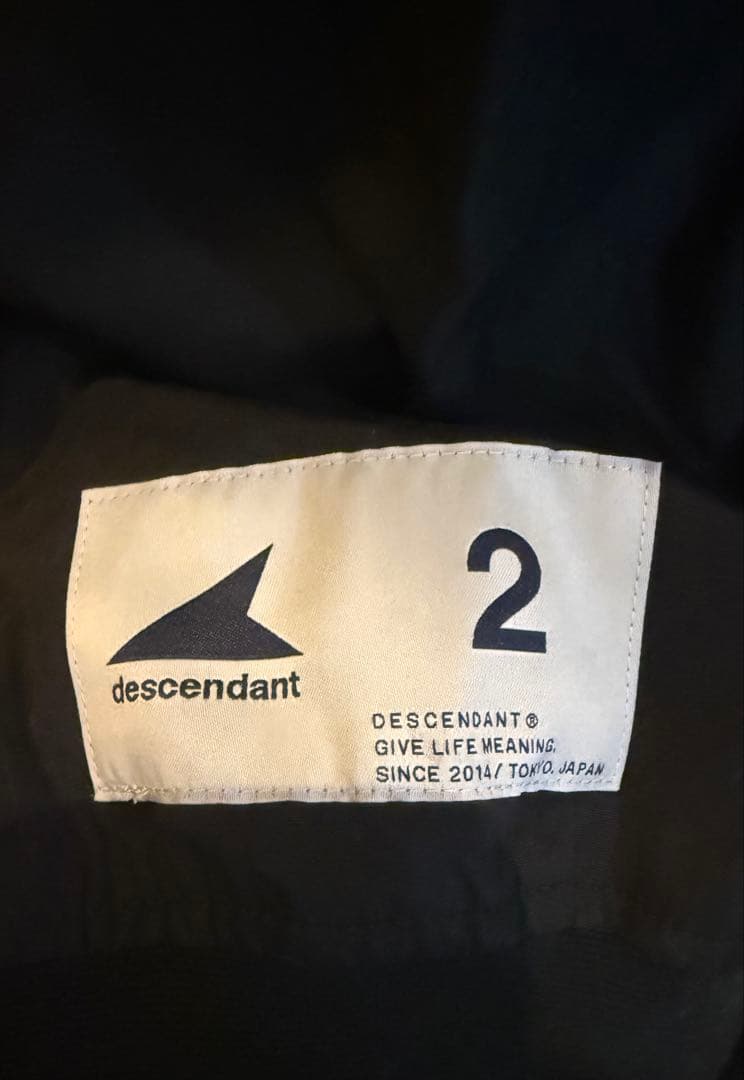 descendant
2
DESCENDANT®
GIVE LIFE MEANING.
SINCE 2014/ TOKYO. JAPAN